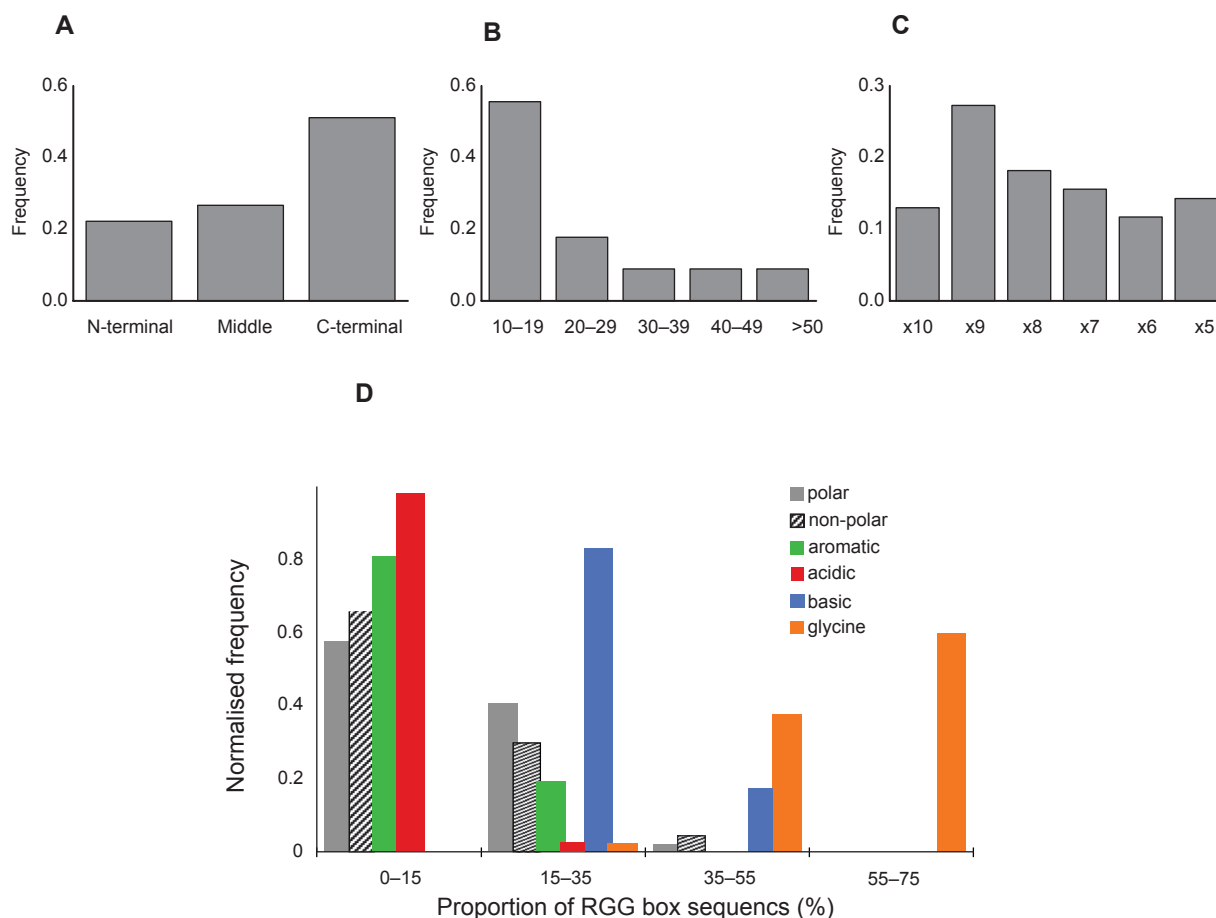 A
Frequency
0.6
0.4
0.2
0.0
N-terminal Middle C-terminal
B
Frequency
0.6
0.4
0.2
0.0
10–19 20–29 30–39 40–49 >50
C
Frequency
0.3
0.2
0.1
0.0
x10 x9 x8 x7 x6 x5
D
Normalised frequency
0.8
0.6
0.4
0.2
0
polar
non-polar
aromatic
acidic
basic
glycine
0–15 15–35 35–55 55–75
Proportion of RGG box sequencs (%)